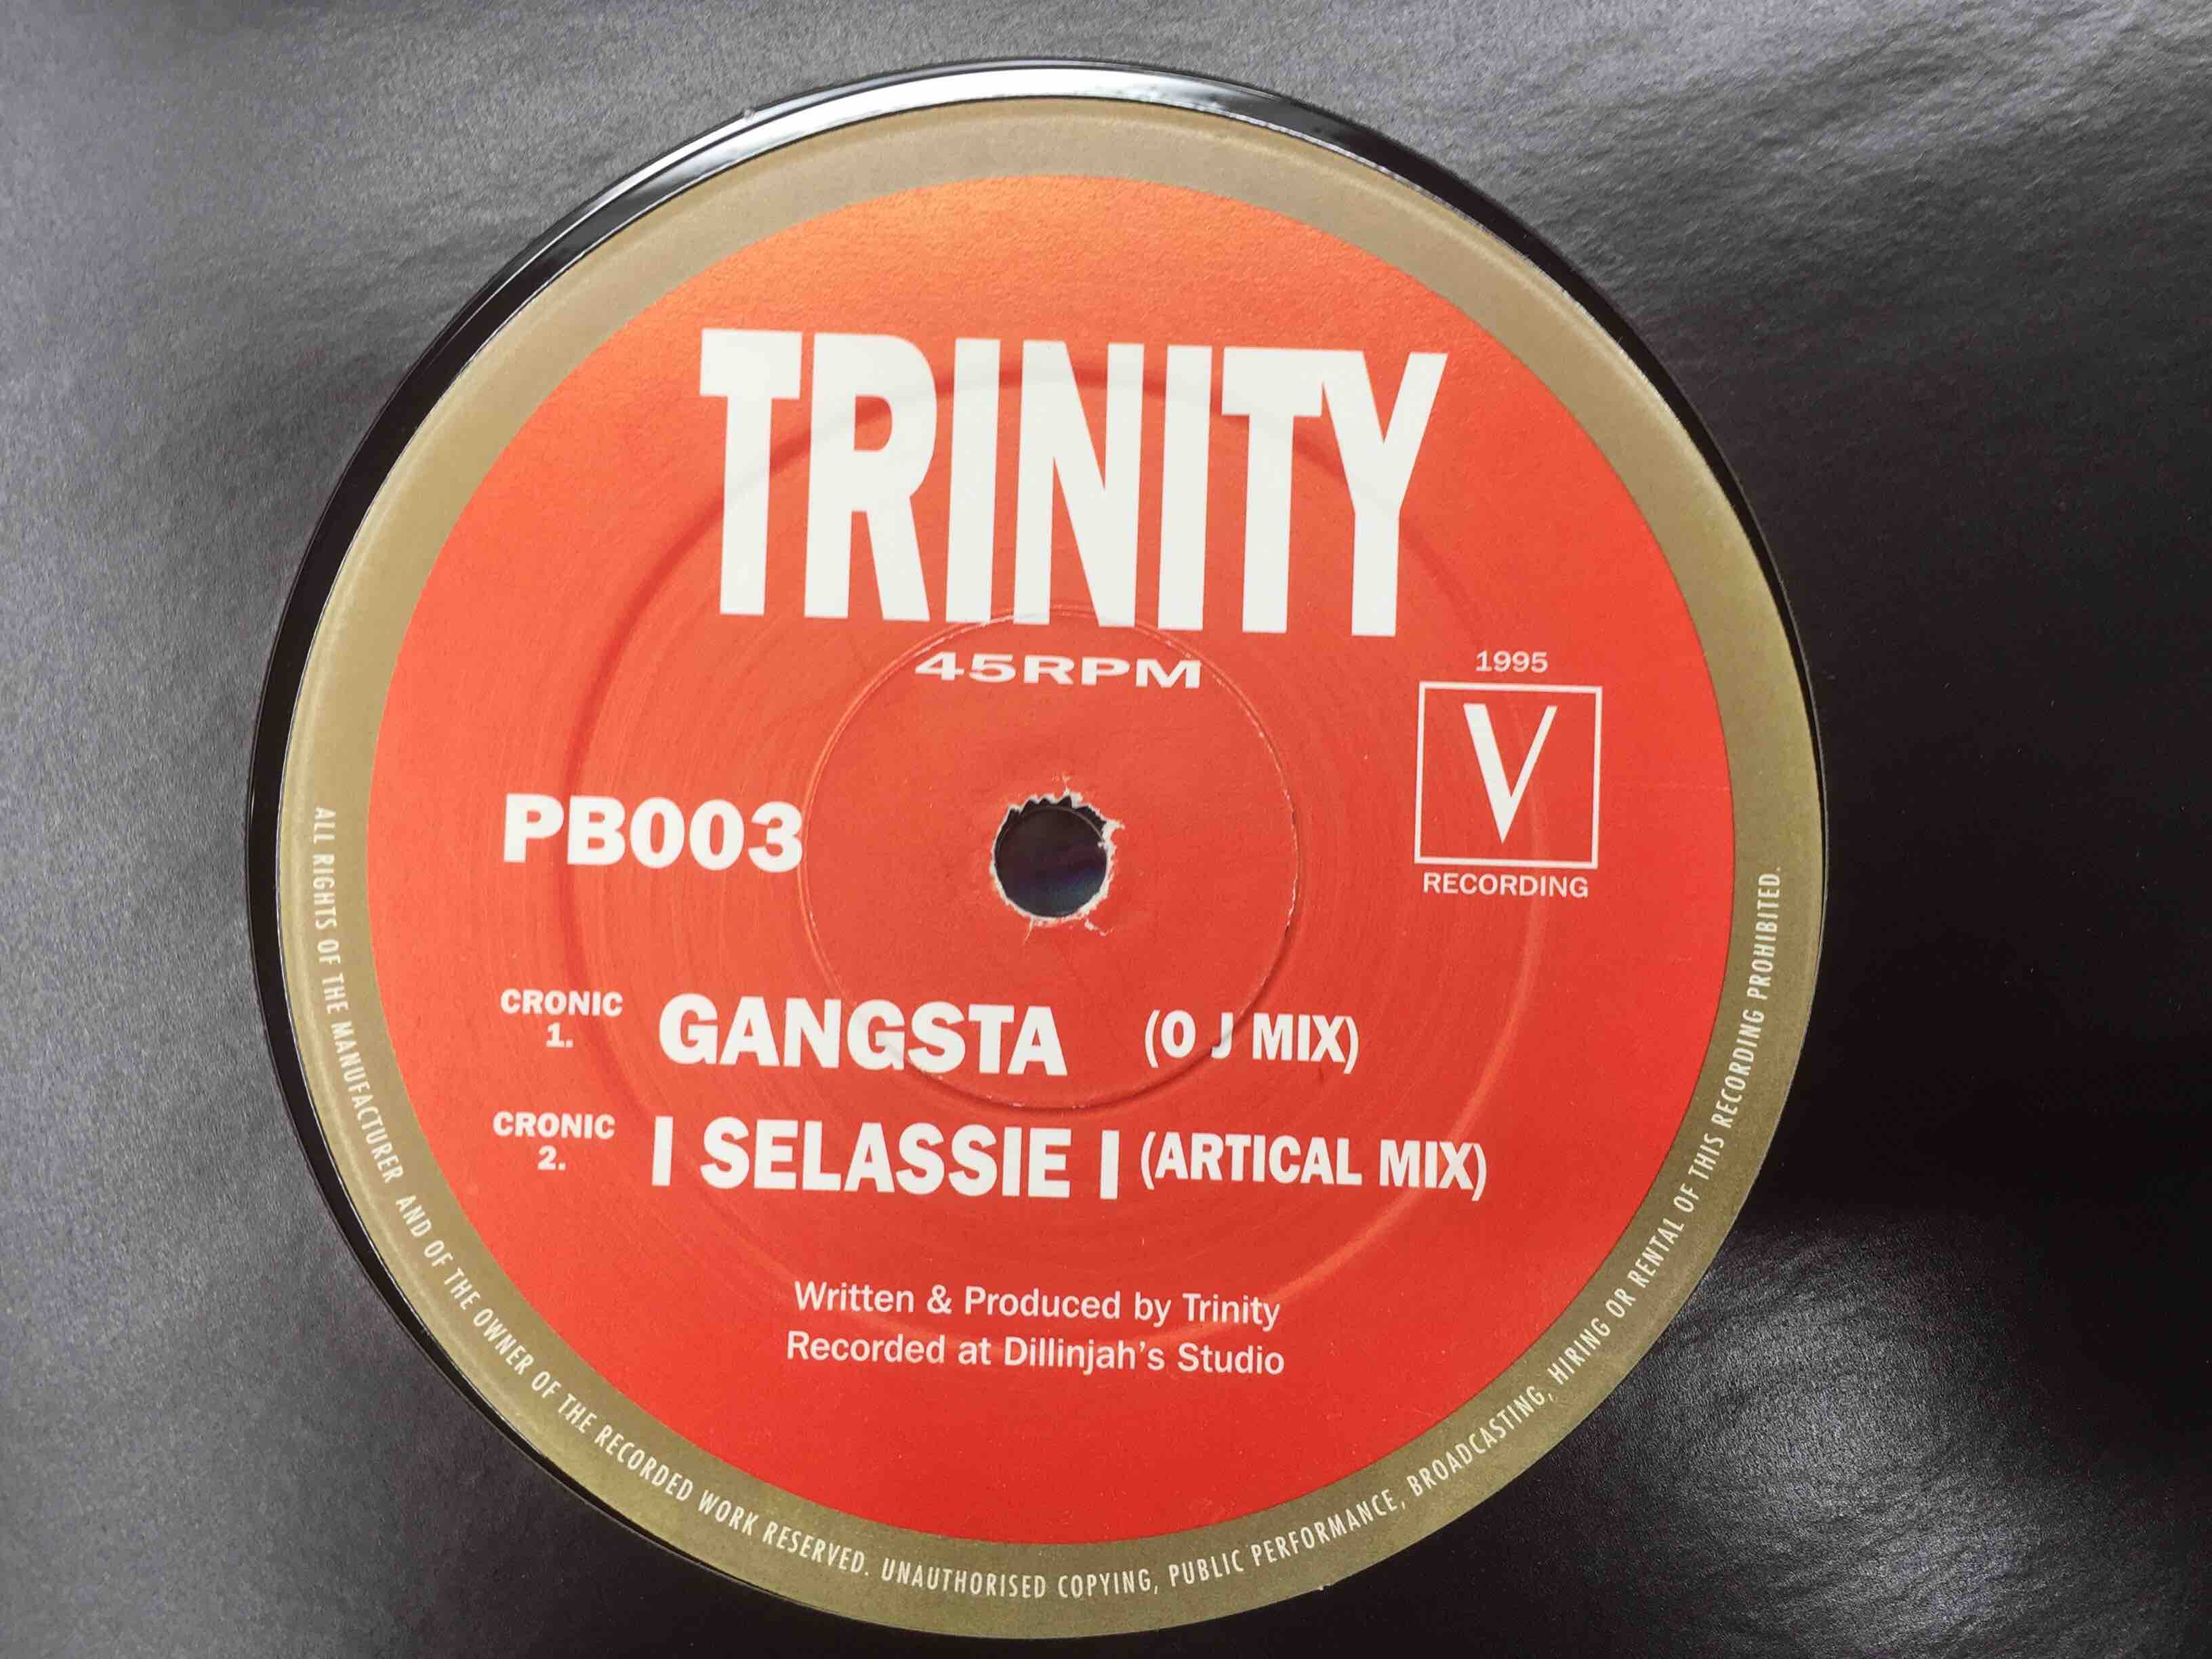 TRINITY
45RPM
1995
V
RECORDING
PB003
CRONIC
1.
GANGSTA (O J MIX)
CRONIC
2.
I SELASSIE I (ARTICAL MIX)
Written & Produced by Trinity
Recorded at Dillinjah's Studio
ALL RIGHTS OF THE MANUFACTURER AND OF THE OWNER OF THE RECORDED WORK RESERVED. UNAUTHORISED COPYING, PUBLIC PERFORMANCE, BROADCASTING, HIRING OR RENTAL OF THIS RECORDING PROHIBITED.